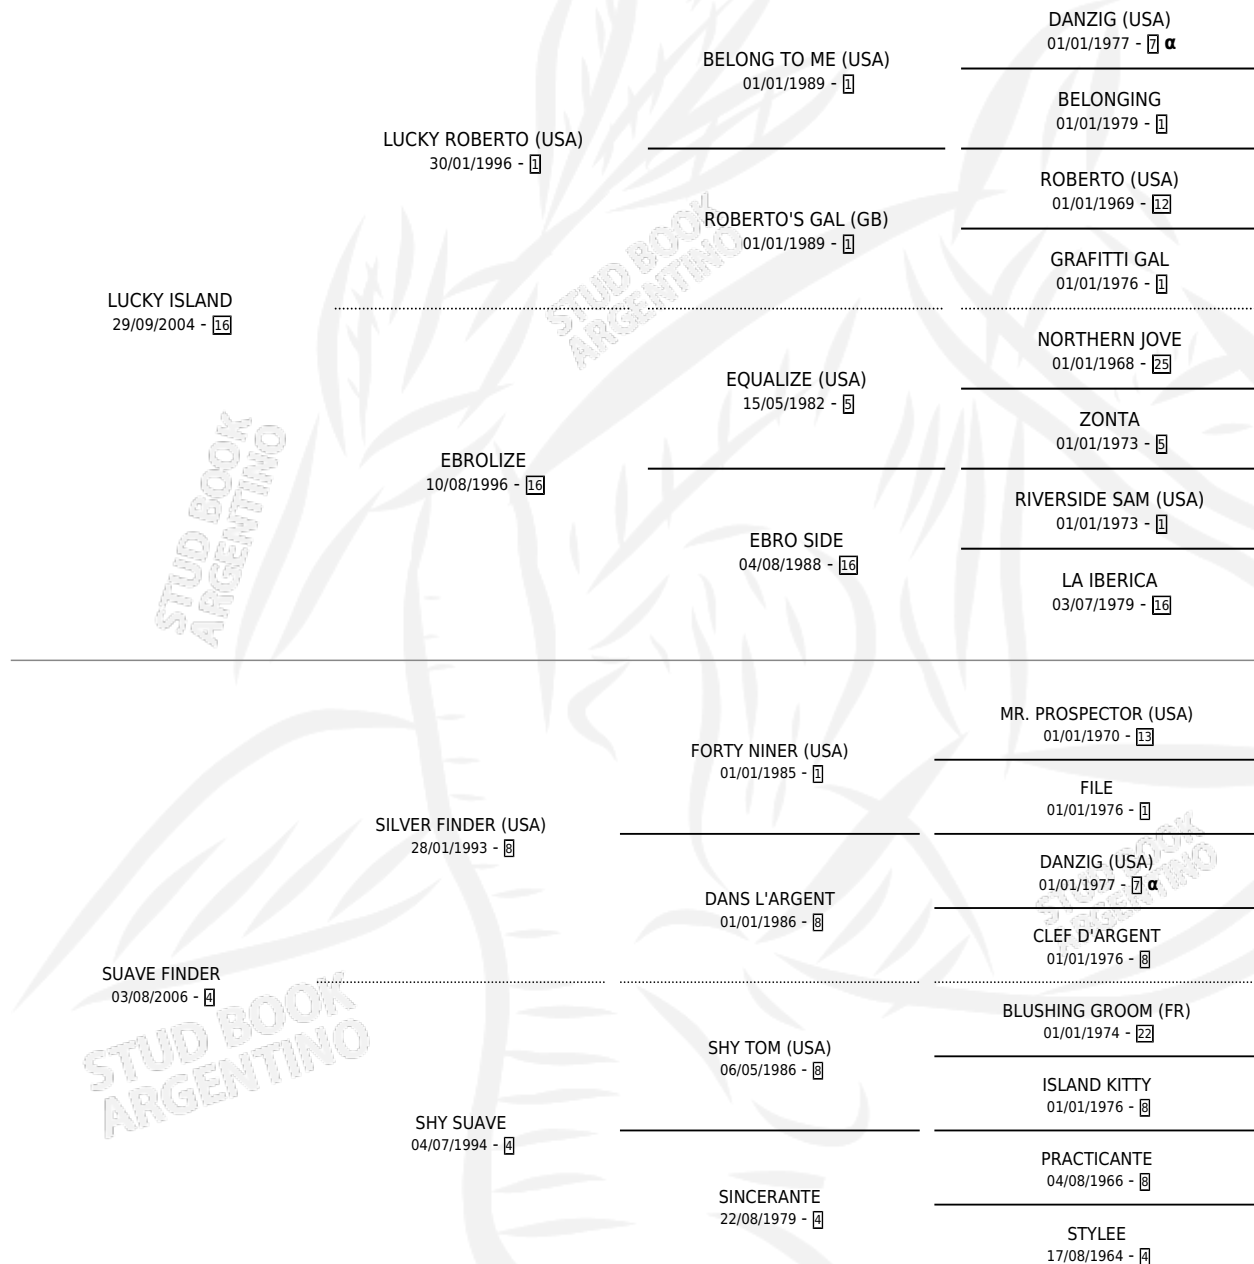 LUCKY ISLAND
29/09/2004 - 16
LUCKY ROBERTO (USA)
30/01/1996 - 1
EBROLIZE
10/08/1996 - 16
BELONG TO ME (USA)
01/01/1989 - 1
ROBERTO'S GAL (GB)
01/01/1989 - 1
EQUALIZE (USA)
15/05/1982 - 5
EBRO SIDE
04/08/1988 - 16
DANZIG (USA)
01/01/1977 - 7 α
BELONGING
01/01/1979 - 1
ROBERTO (USA)
01/01/1969 - 12
GRAFITTI GAL
01/01/1976 - 1
NORTHERN JOVE
01/01/1968 - 25
ZONTA
01/01/1973 - 5
RIVERSIDE SAM (USA)
01/01/1973 - 1
LA IBERICA
03/07/1979 - 16
STUD BOOK
ARGENTINO
STUD BOOK
ARGENTINO
SUAVE FINDER
03/08/2006 - 4
SILVER FINDER (USA)
28/01/1993 - 8
SHY SUAVE
04/07/1994 - 4
FORTY NINER (USA)
01/01/1985 - 1
DANS L'ARGENT
01/01/1986 - 8
SHY TOM (USA)
06/05/1986 - 8
SINCERANTE
22/08/1979 - 4
MR. PROSPECTOR (USA)
01/01/1970 - 13
FILE
01/01/1976 - 1
DANZIG (USA)
01/01/1977 - 7 α
CLEF D'ARGENT
01/01/1976 - 8
BLUSHING GROOM (FR)
01/01/1974 - 22
ISLAND KITTY
01/01/1976 - 8
PRACTICANTE
04/08/1966 - 8
STYLEE
17/08/1964 - 4
STUD BOOK
ARGENTINO
STUD BOOK
ARGENTINO